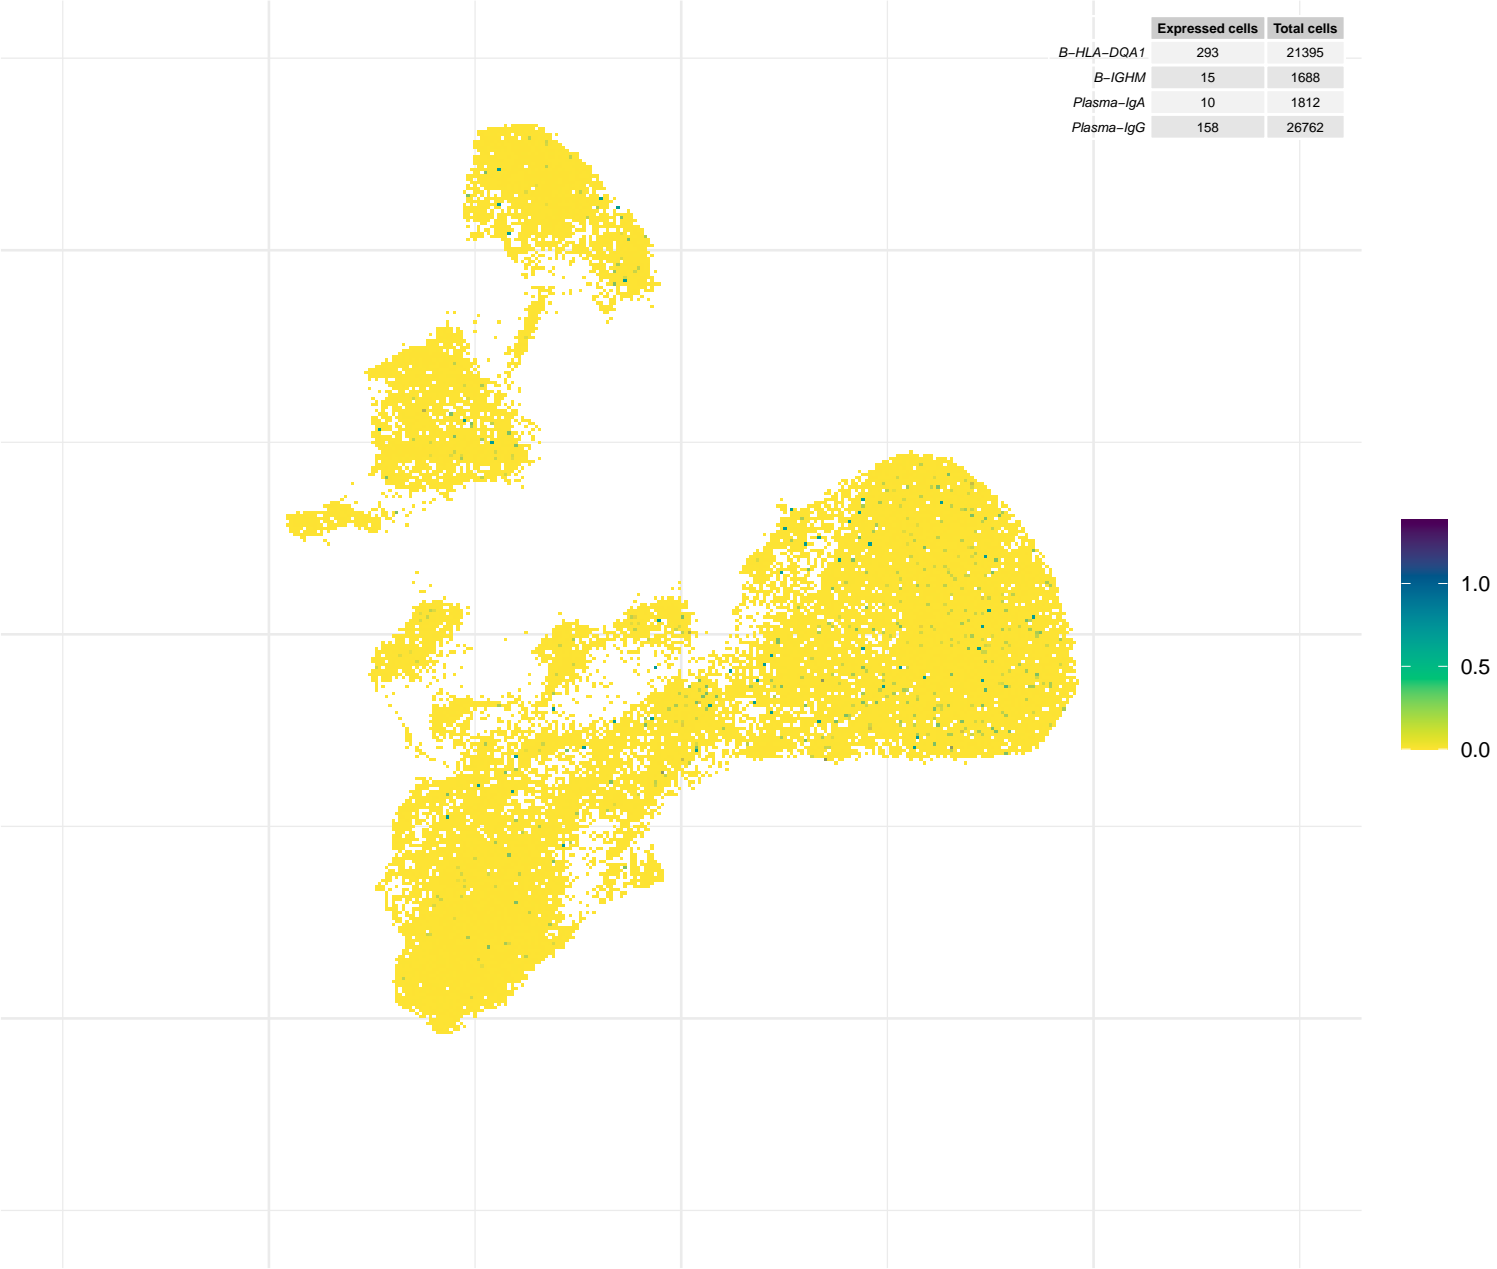 Expressed cells Total cells
B−HLA−DQA1 293 21395
B−IGHM 15 1688
Plasma−IgA 10 1812
Plasma−IgG 158 26762
1.0
0.5
0.0